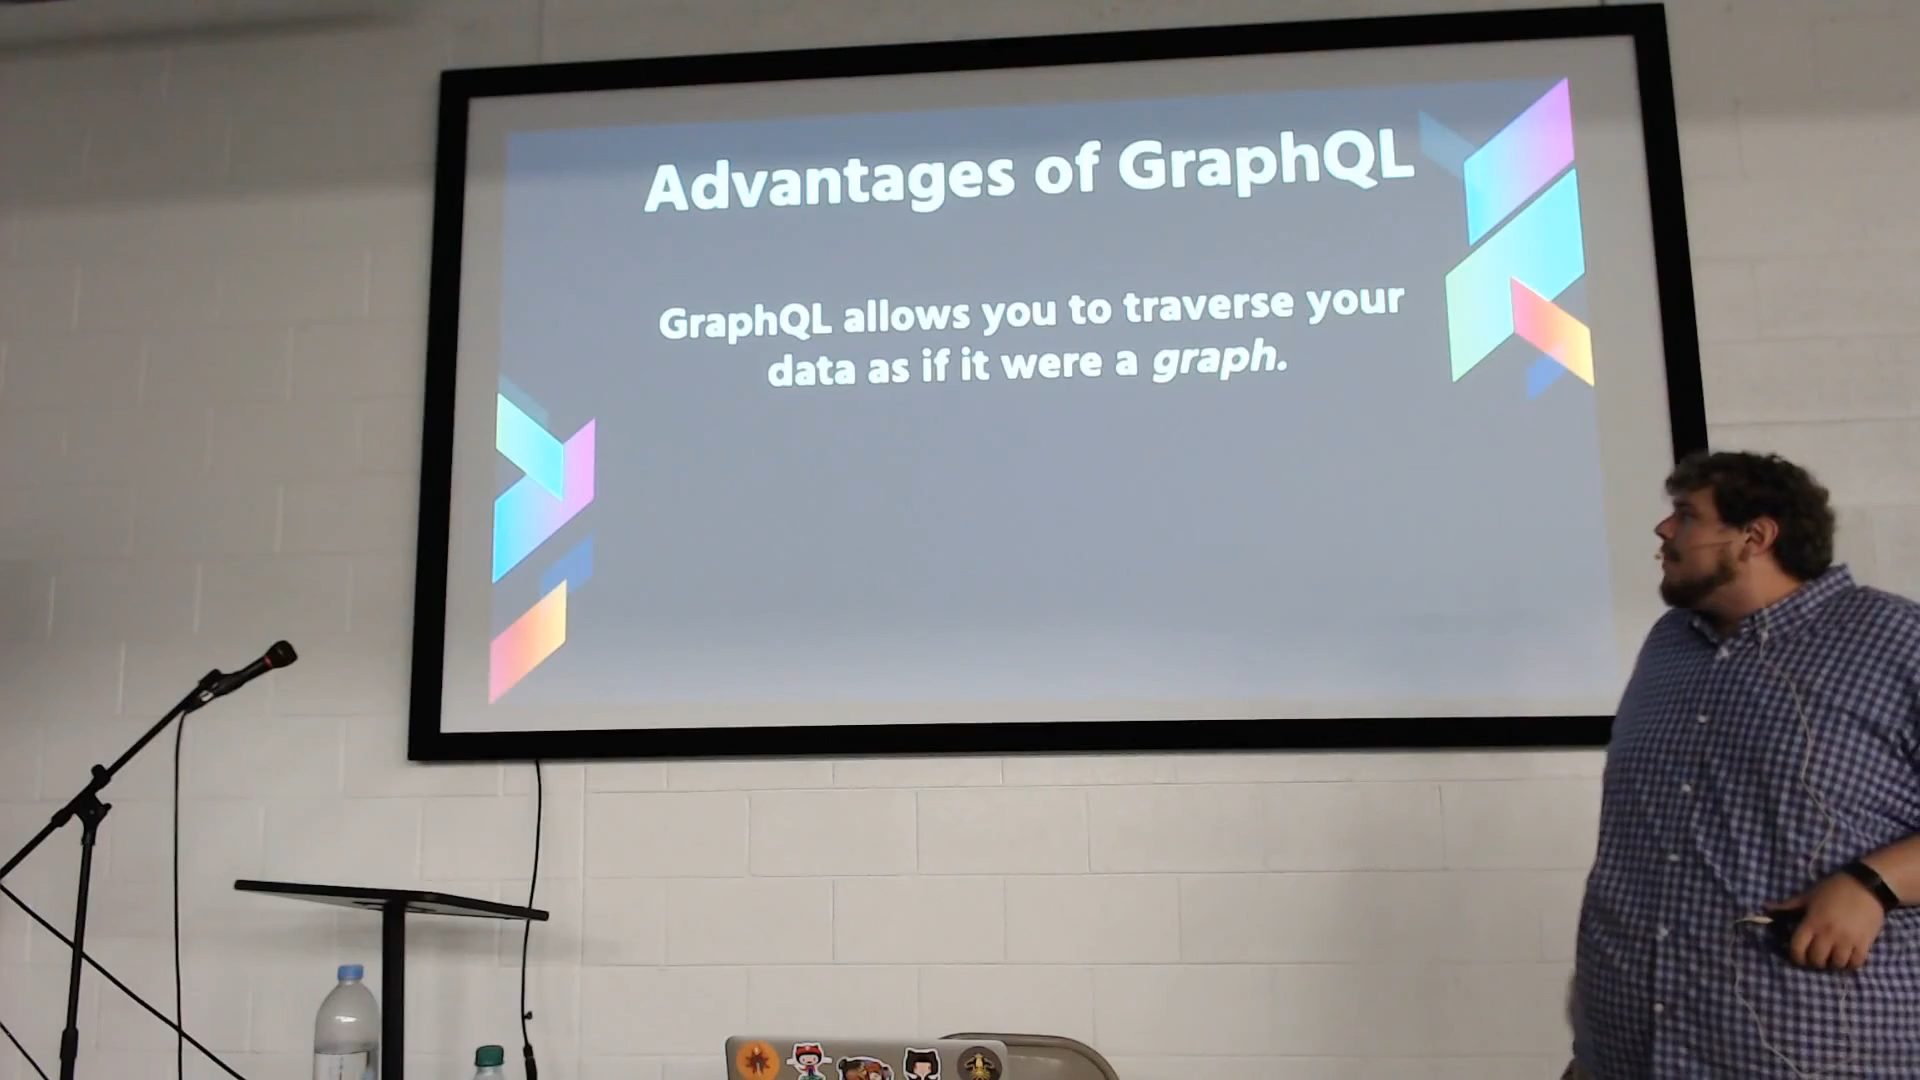 Advantages of GraphQL
GraphQL allows you to traverse your
data as if it were a graph.